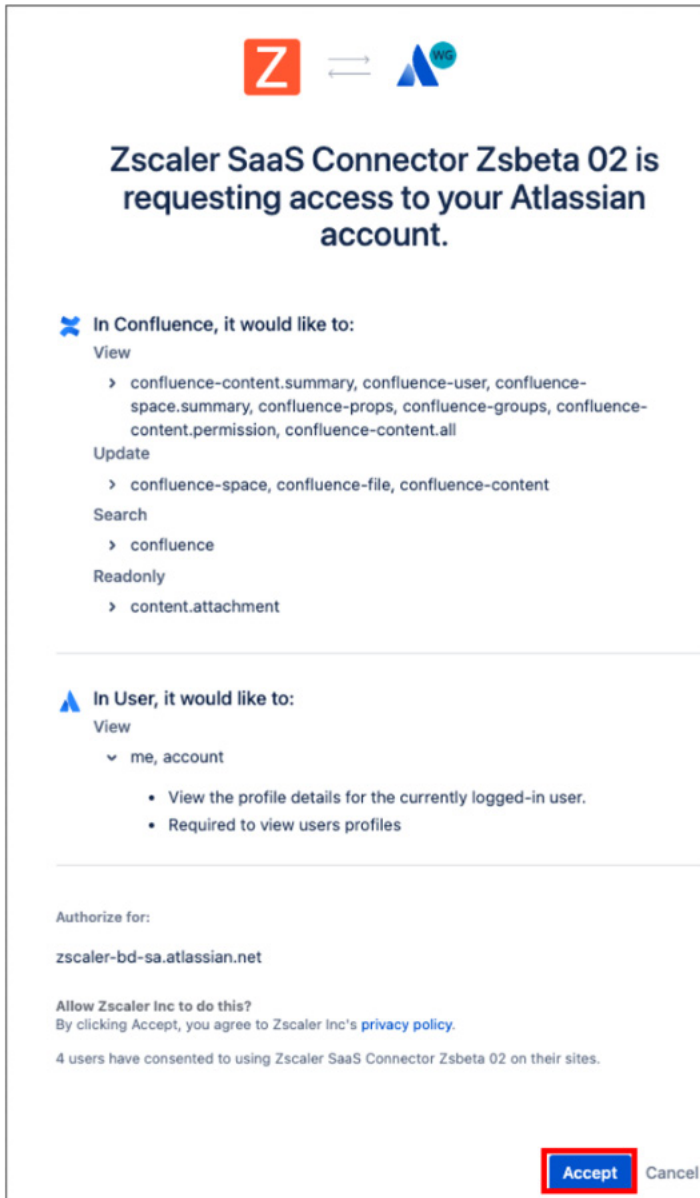 Z
WG
Zscaler SaaS Connector Zsbeta 02 is
requesting access to your Atlassian
account.
In Confluence, it would like to:
View
confluence-content.summary, confluence-user, confluence-
space.summary, confluence-props, confluence-groups, confluence-
content.permission, confluence-content.all
Update
confluence-space, confluence-file, confluence-content
Search
confluence
Readonly
content.attachment
In User, it would like to:
View
me, account
• View the profile details for the currently logged-in user.
• Required to view users profiles
Authorize for:
zscaler-bd-sa.atlassian.net
Allow Zscaler Inc to do this?
By clicking Accept, you agree to Zscaler Inc's privacy policy.
4 users have consented to using Zscaler SaaS Connector Zsbeta 02 on their sites.
Accept Cancel